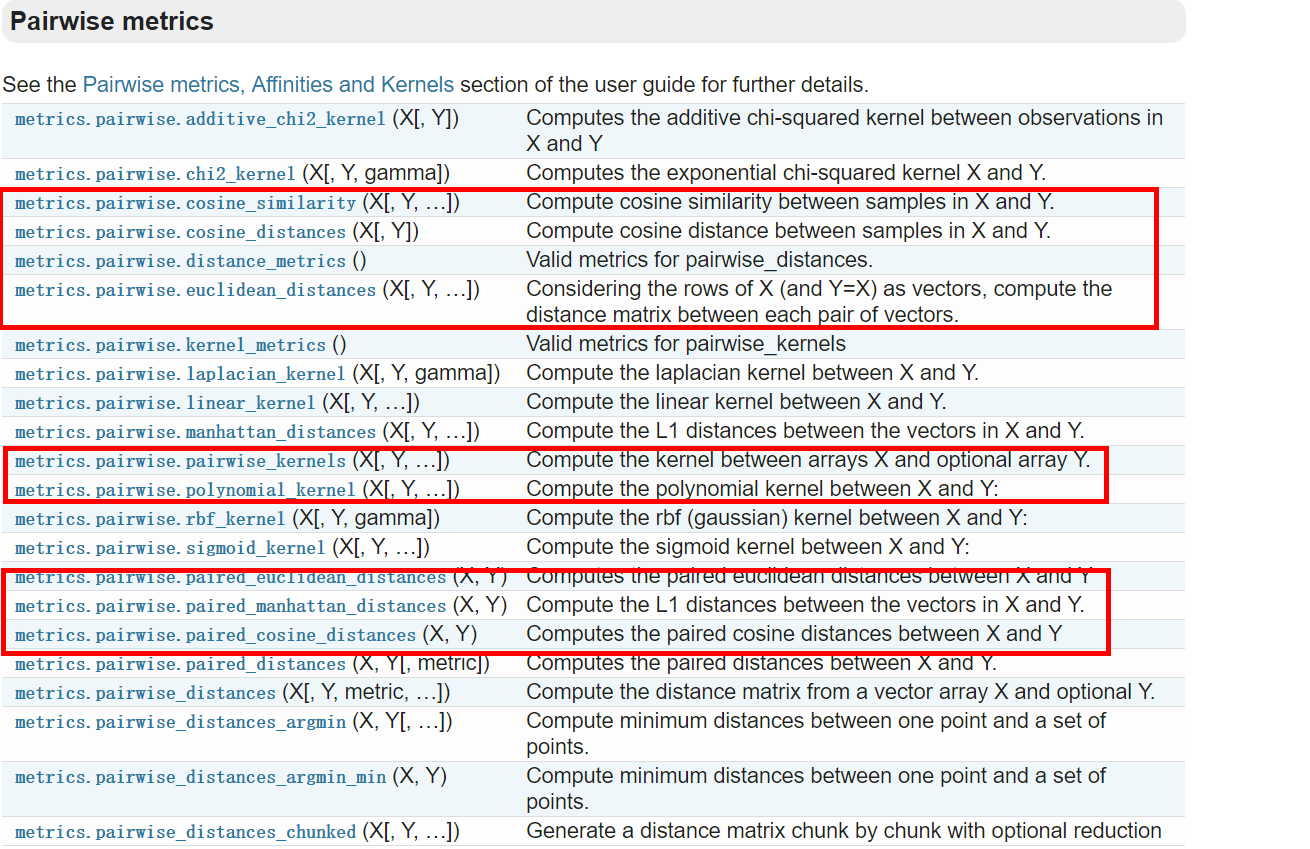 Pairwise metrics
See the Pairwise metrics, Affinities and Kernels section of the user guide for further details.
metrics.pairwise.additive_chi2_kernel (X[, Y]) Computes the additive chi-squared kernel between observations in
X and Y
metrics.pairwise.chi2_kernel (X[, Y, gamma]) Computes the exponential chi-squared kernel X and Y.
metrics.pairwise.cosine_similarity (X[, Y, …]) Compute cosine similarity between samples in X and Y.
metrics.pairwise.cosine_distances (X[, Y]) Compute cosine distance between samples in X and Y.
metrics.pairwise.distance_metrics () Valid metrics for pairwise_distances.
metrics.pairwise.euclidean_distances (X[, Y, …]) Considering the rows of X (and Y=X) as vectors, compute the
distance matrix between each pair of vectors.
metrics.pairwise.kernel_metrics () Valid metrics for pairwise_kernels
metrics.pairwise.laplacian_kernel (X[, Y, gamma]) Compute the laplacian kernel between X and Y.
metrics.pairwise.linear_kernel (X[, Y, …]) Compute the linear kernel between X and Y.
metrics.pairwise.manhattan_distances (X[, Y, …]) Compute the L1 distances between the vectors in X and Y.
metrics.pairwise.pairwise_kernels (X[, Y, …]) Compute the kernel between arrays X and optional array Y.
metrics.pairwise.polynomial_kernel (X[, Y, …]) Compute the polynomial kernel between X and Y:
metrics.pairwise.rbf_kernel (X[, Y, gamma]) Compute the rbf (gaussian) kernel between X and Y:
metrics.pairwise.sigmoid_kernel (X[, Y, …]) Compute the sigmoid kernel between X and Y:
metrics.pairwise.paired_euclidean_distances (X, Y) Computes the paired euclidean distances between X and Y
metrics.pairwise.paired_manhattan_distances (X, Y) Compute the L1 distances between the vectors in X and Y.
metrics.pairwise.paired_cosine_distances (X, Y) Computes the paired cosine distances between X and Y
metrics.pairwise.paired_distances (X, Y[, metric]) Computes the paired distances between X and Y.
metrics.pairwise_distances (X[, Y, metric, …]) Compute the distance matrix from a vector array X and optional Y.
metrics.pairwise_distances_argmin (X, Y[, …]) Compute minimum distances between one point and a set of
points.
metrics.pairwise_distances_argmin_min (X, Y) Compute minimum distances between one point and a set of
points.
metrics.pairwise_distances_chunked (X[, Y, …]) Generate a distance matrix chunk by chunk with optional reduction